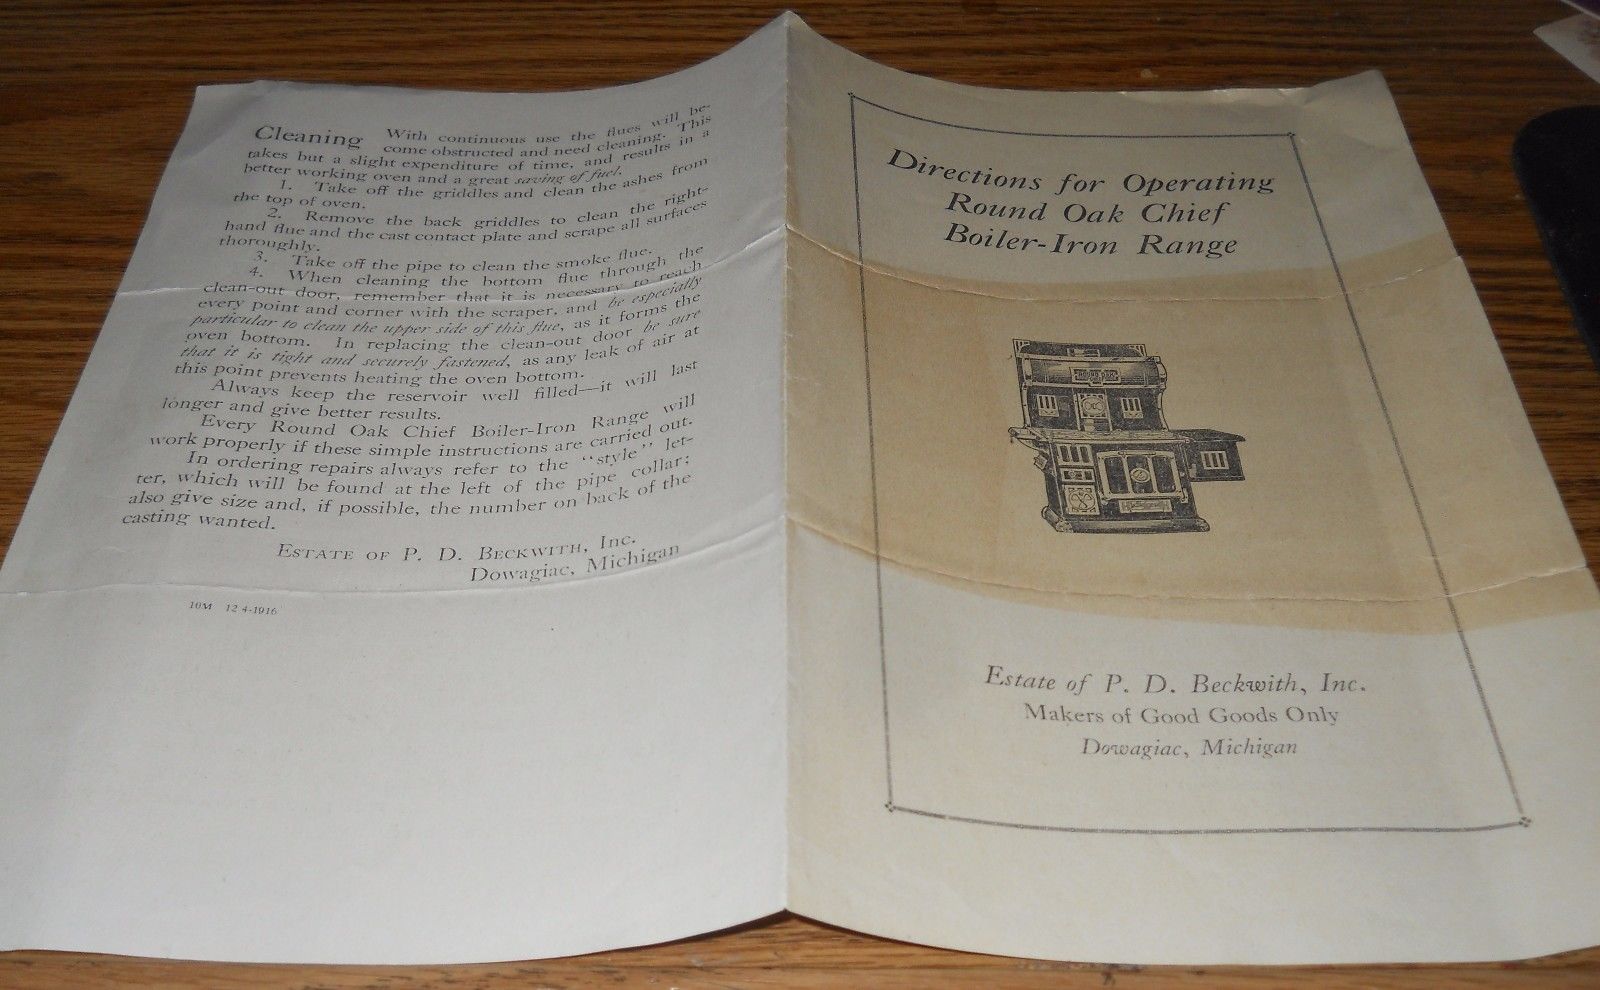 Cleaning With continuous use the flues will be-
come obstructed and need cleaning. This
takes but a slight expenditure of time, and results in a
better working oven and a great saving of fuel.
1. Take off the griddles and clean the ashes from
the top of oven.
2. Remove the back griddles to clean the right-
hand flue and the cast contact plate and scrape all surfaces
thoroughly.
3. Take off the pipe to clean the smoke flue.
4. When cleaning the bottom flue through the
clean-out door, remember that it is necessary to reach
every point and corner with the scraper, and be especially
particular to clean the upper side of this flue, as it forms the
oven bottom. In replacing the clean-out door be sure
that it is tight and securely fastened, as any leak of air at
this point prevents heating the oven bottom.
Always keep the reservoir well filled—it will last
longer and give better results.
Every Round Oak Chief Boiler-Iron Range will
work properly if these simple instructions are carried out.
In ordering repairs always refer to the "style" let-
ter, which will be found at the left of the pipe collar;
also give size and, if possible, the number on back of the
casting wanted.
Estate of P. D. Beckwith, Inc.
Dowagiac, Michigan
10M 12-4-1916
Directions for Operating
Round Oak Chief
Boiler-Iron Range
ROUND OAK
Estate of P. D. Beckwith, Inc.
Makers of Good Goods Only
Dowagiac, Michigan